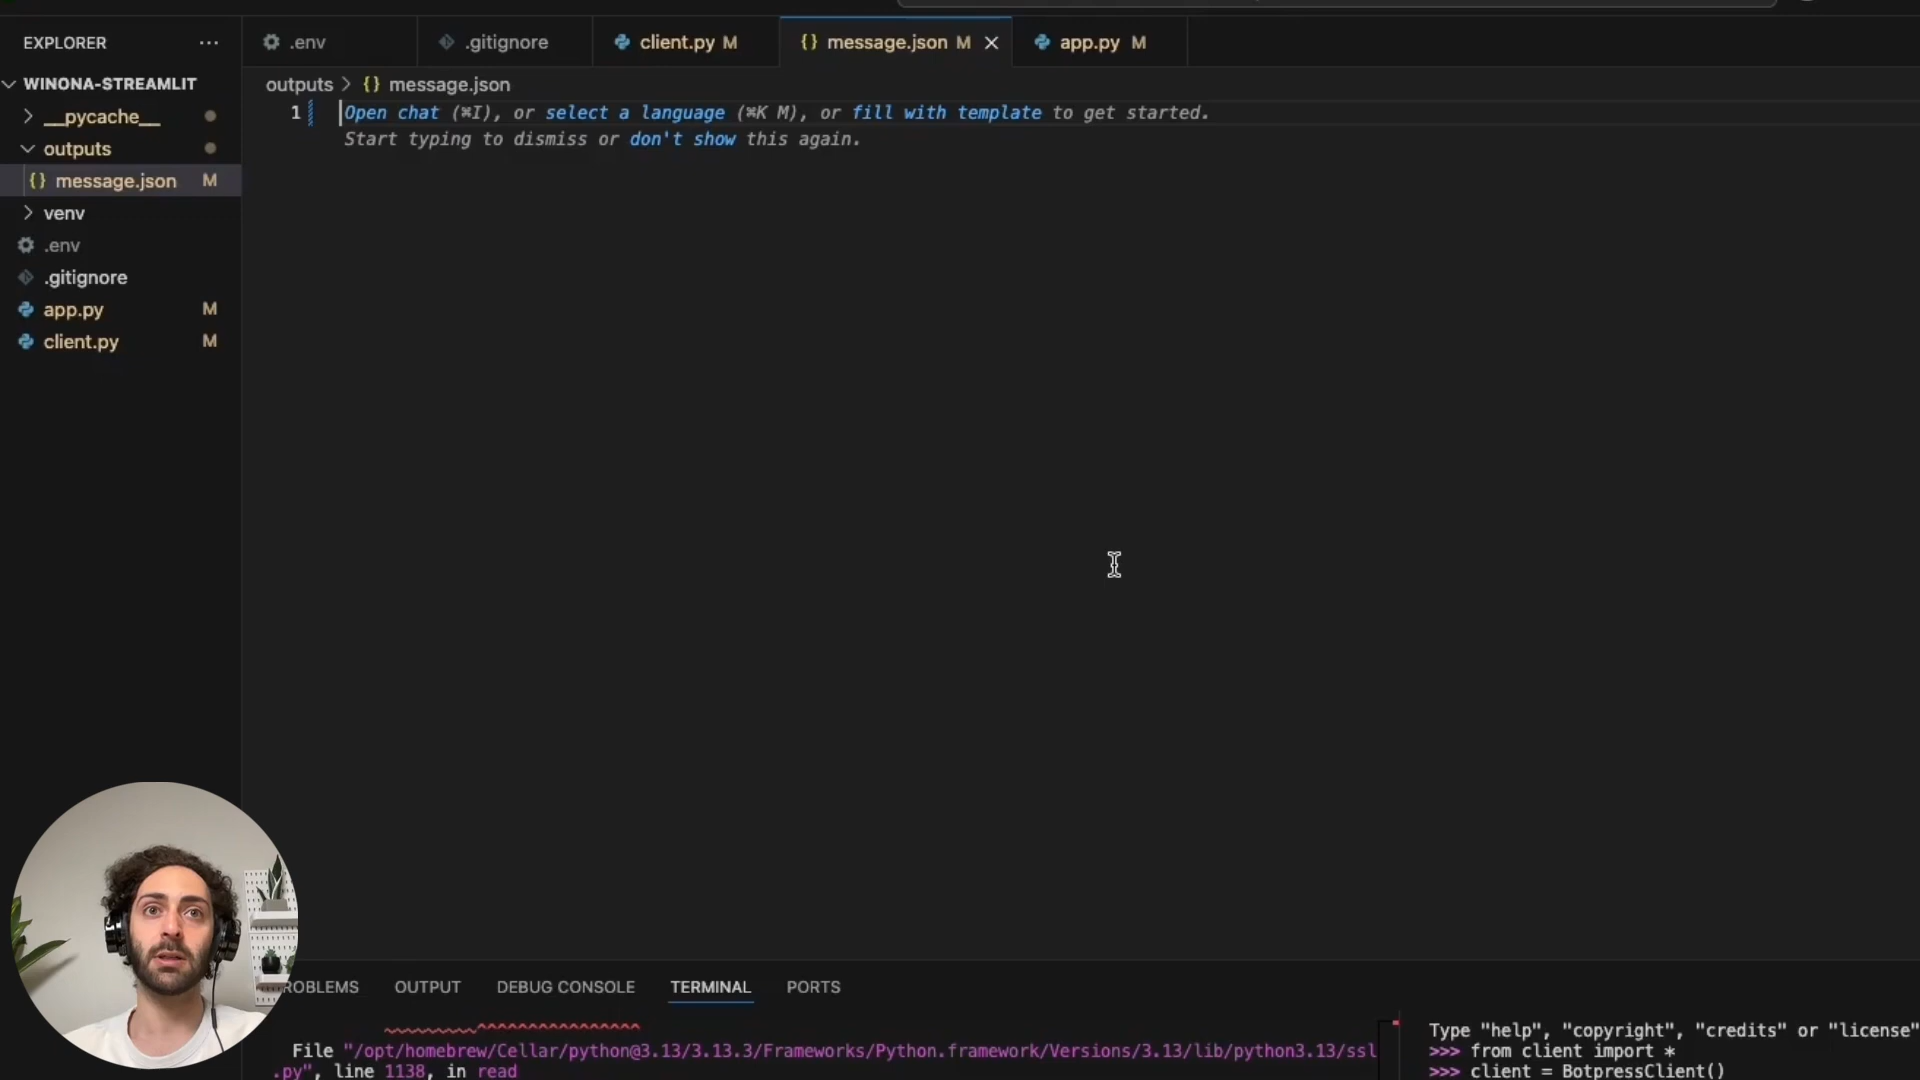 EXPLORER ···
.env
.gitignore
client.py M
{} message.json M
app.py M
WINONA-STREAMLIT
outputs > {} message.json
__pycache__
outputs
{} message.json M
venv
.env
.gitignore
app.py M
client.py M
1 Open chat (⌘I), or select a language (⌘K M), or fill with template to get started.
Start typing to dismiss or don't show this again.
ROBLEMS OUTPUT DEBUG CONSOLE TERMINAL PORTS
File "/opt/homebrew/Cellar/python@3.13/3.13.3/Frameworks/Python.framework/Versions/3.13/lib/python3.13/ssl
.py", line 1138, in read
Type "help", "copyright", "credits" or "license"
>>> from client import *
>>> client = BotpressClient()